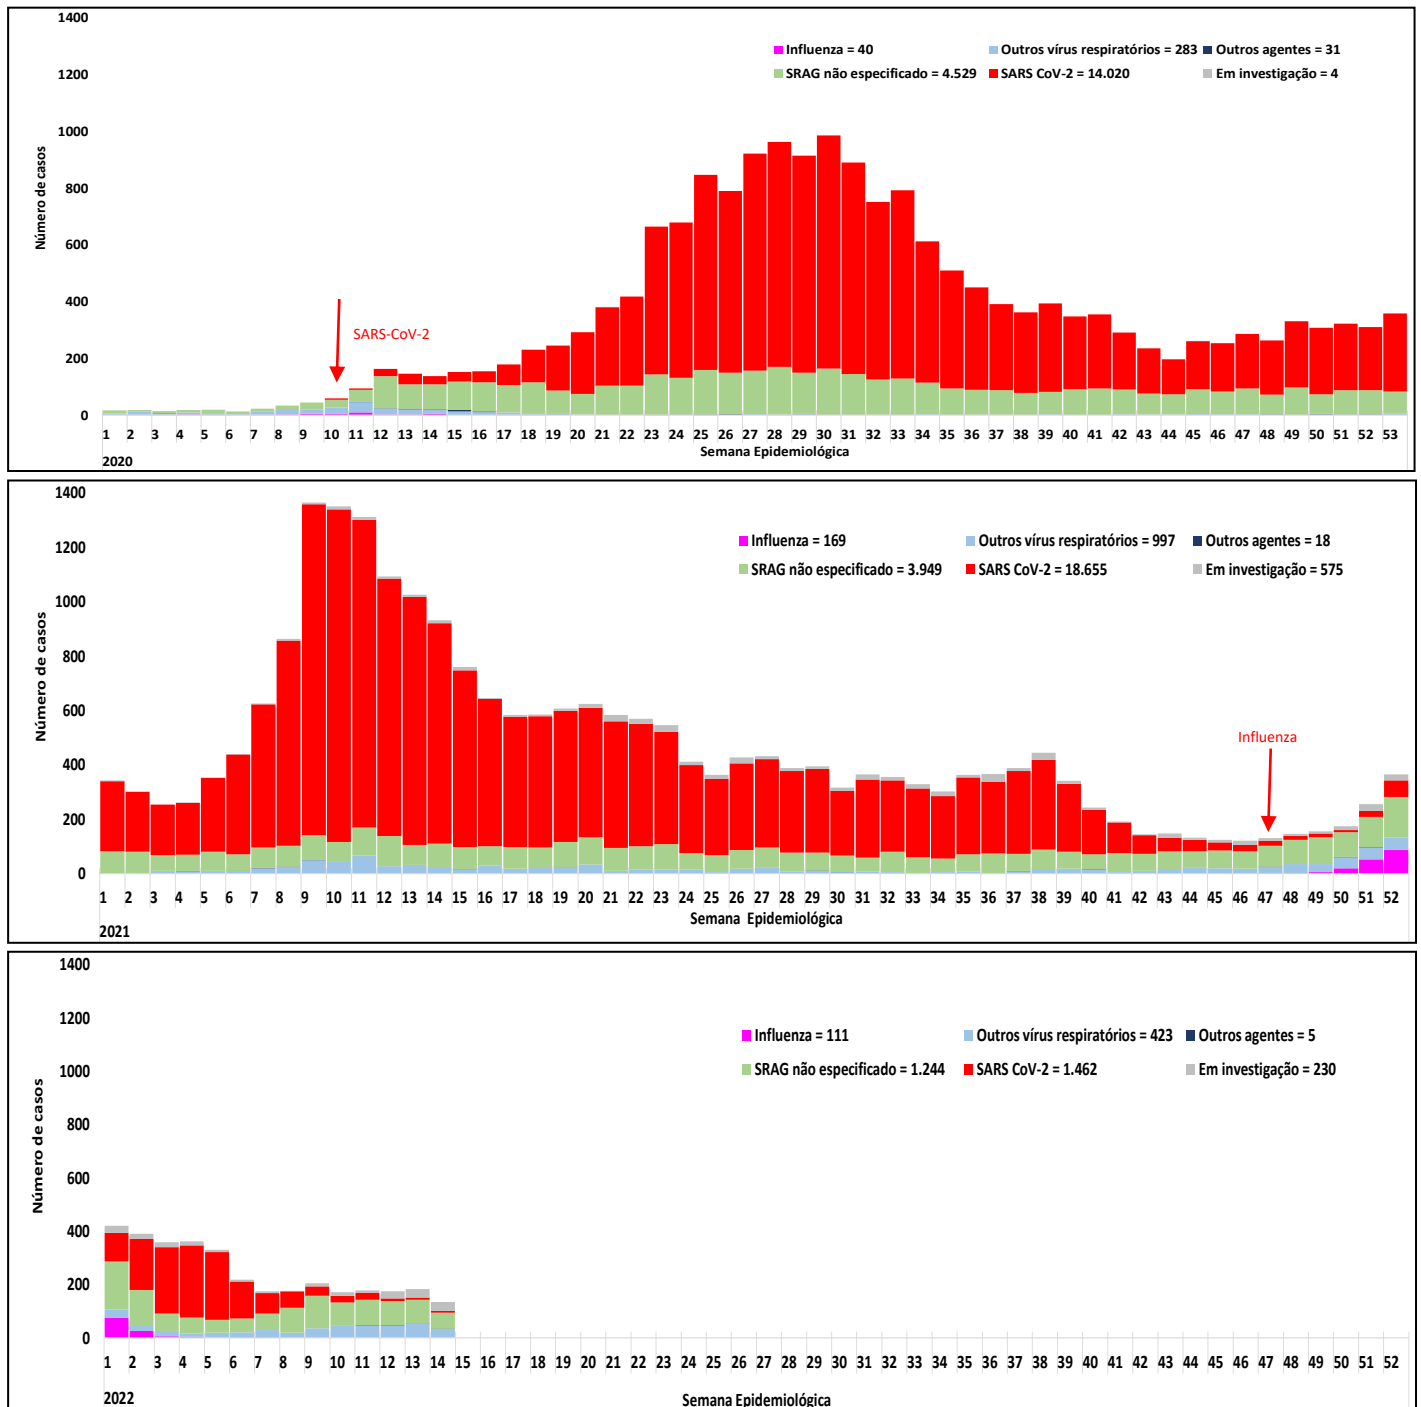 1400
1200
1000
800
600
400
200
0
Número de casos
Influenza = 40 Outros vírus respiratórios = 283 Outros agentes = 31
SRAG não especificado = 4.529 SARS CoV-2 = 14.020 Em investigação = 4
SARS-CoV-2
1 2 3 4 5 6 7 8 9 10 11 12 13 14 15 16 17 18 19 20 21 22 23 24 25 26 27 28 29 30 31 32 33 34 35 36 37 38 39 40 41 42 43 44 45 46 47 48 49 50 51 52 53
2020
Semana Epidemiológica
1400
1200
1000
800
600
400
200
0
Número de casos
Influenza = 169 Outros vírus respiratórios = 997 Outros agentes = 18
SRAG não especificado = 3.949 SARS CoV-2 = 18.655 Em investigação = 575
Influenza
1 2 3 4 5 6 7 8 9 10 11 12 13 14 15 16 17 18 19 20 21 22 23 24 25 26 27 28 29 30 31 32 33 34 35 36 37 38 39 40 41 42 43 44 45 46 47 48 49 50 51 52
2021
Semana Epidemiológica
1400
1200
1000
800
600
400
200
0
Número de casos
Influenza = 111 Outros vírus respiratórios = 423 Outros agentes = 5
SRAG não especificado = 1.244 SARS CoV-2 = 1.462 Em investigação = 230
1 2 3 4 5 6 7 8 9 10 11 12 13 14 15 16 17 18 19 20 21 22 23 24 25 26 27 28 29 30 31 32 33 34 35 36 37 38 39 40 41 42 43 44 45 46 47 48 49 50 51 52
2022
Semana Epidemiológica